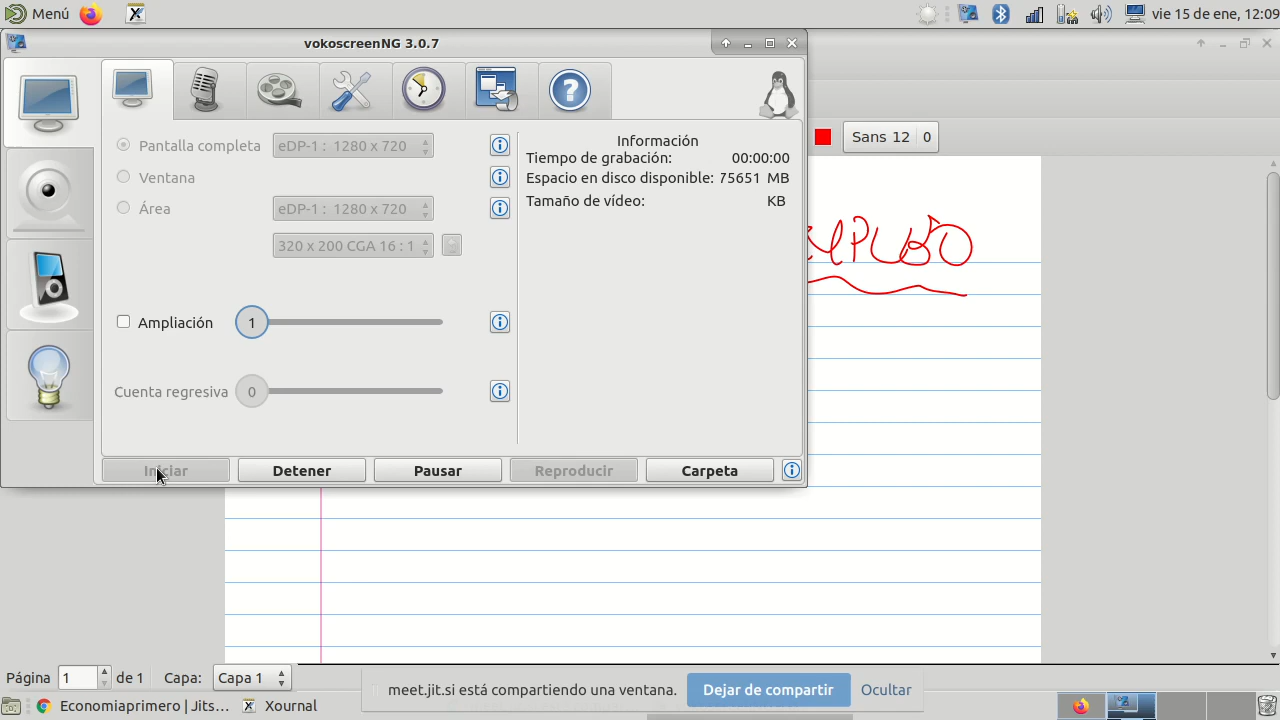 Menú
vie 15 de ene, 12:09
vokoscreenNG 3.0.7
Sans 12 0
Pantalla completa
eDP-1 : 1280 x 720
Ventana
Área
eDP-1 : 1280 x 720
320 x 200 CGA 16 : 1
Ampliación
1
Cuenta regresiva
0
Información
Tiempo de grabación: 00:00:00
Espacio en disco disponible: 75651 MB
Tamaño de vídeo: KB
Iniciar
Detener
Pausar
Reproducir
Carpeta
Página 1 de 1 Capa: Capa 1
meet.jit.si está compartiendo una ventana.
Dejar de compartir
Ocultar
Economiaprimero | Jits...
Xournal